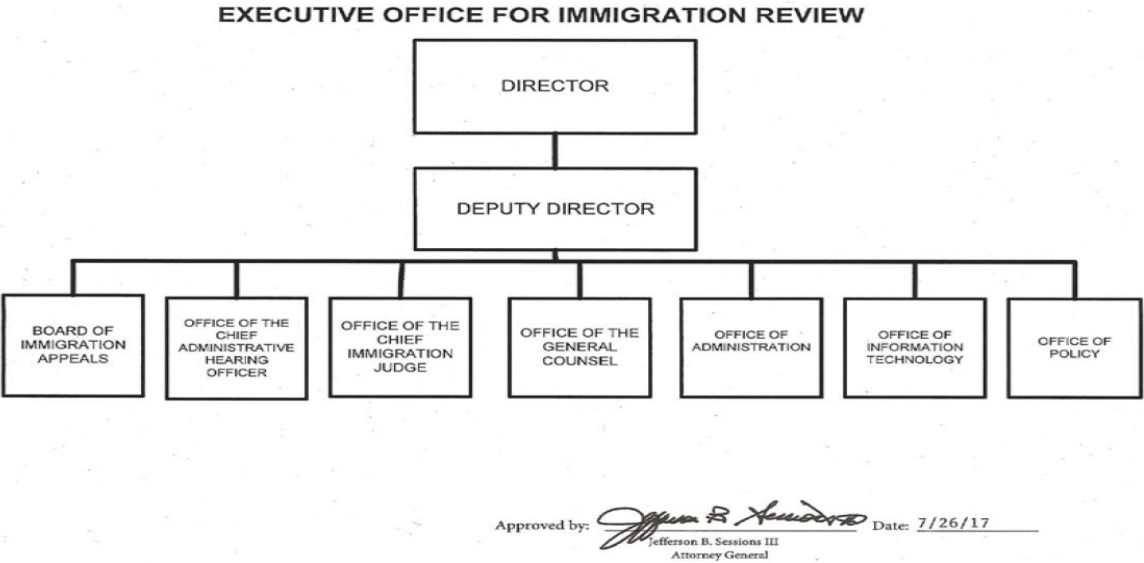 EXECUTIVE OFFICE FOR IMMIGRATION REVIEW
DIRECTOR
DEPUTY DIRECTOR
BOARD OF
IMMIGRATION
APPEALS
OFFICE OF THE
CHIEF
ADMINISTRATIVE
HEARING
OFFICER
OFFICE OF THE
CHIEF
IMMIGRATION
JUDGE
OFFICE OF THE
GENERAL
COUNSEL
OFFICE OF
ADMINISTRATION
OFFICE OF
INFORMATION
TECHNOLOGY
OFFICE OF
POLICY
Approved by: Date: 7/26/17
Jefferson B. Sessions III
Attorney General